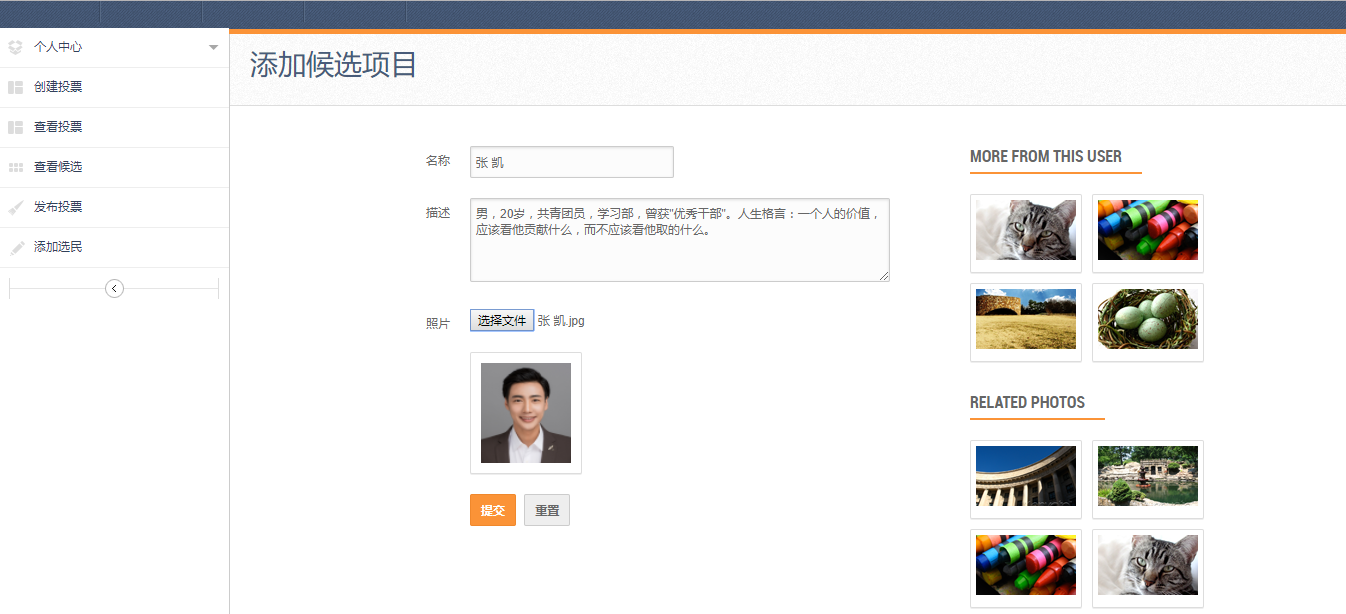 个人中心
创建投票
查看投票
查看候选
发布投票
添加选民
添加候选项目
名称
张 凯
描述
男，20岁，共青团员，学习部，曾获"优秀干部"。人生格言：一个人的价值，
应该看他贡献什么，而不应该看他取的什么。
照片
选择文件 张 凯.jpg
提交 重置
MORE FROM THIS USER
RELATED PHOTOS